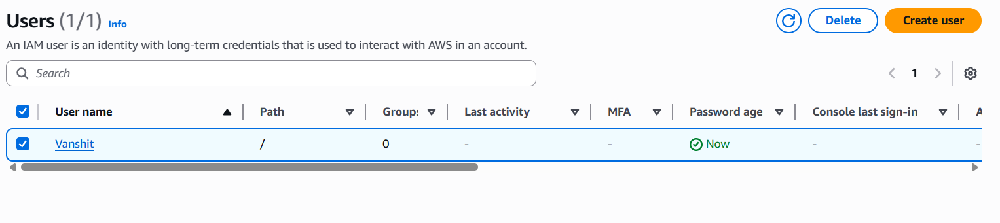 Users (1/1) Info
Delete
Create user
An IAM user is an identity with long-term credentials that is used to interact with AWS in an account.
Search
1
User name Path Groups Last activity MFA Password age Console last sign-in A
Vanshit / 0 - - Now - -